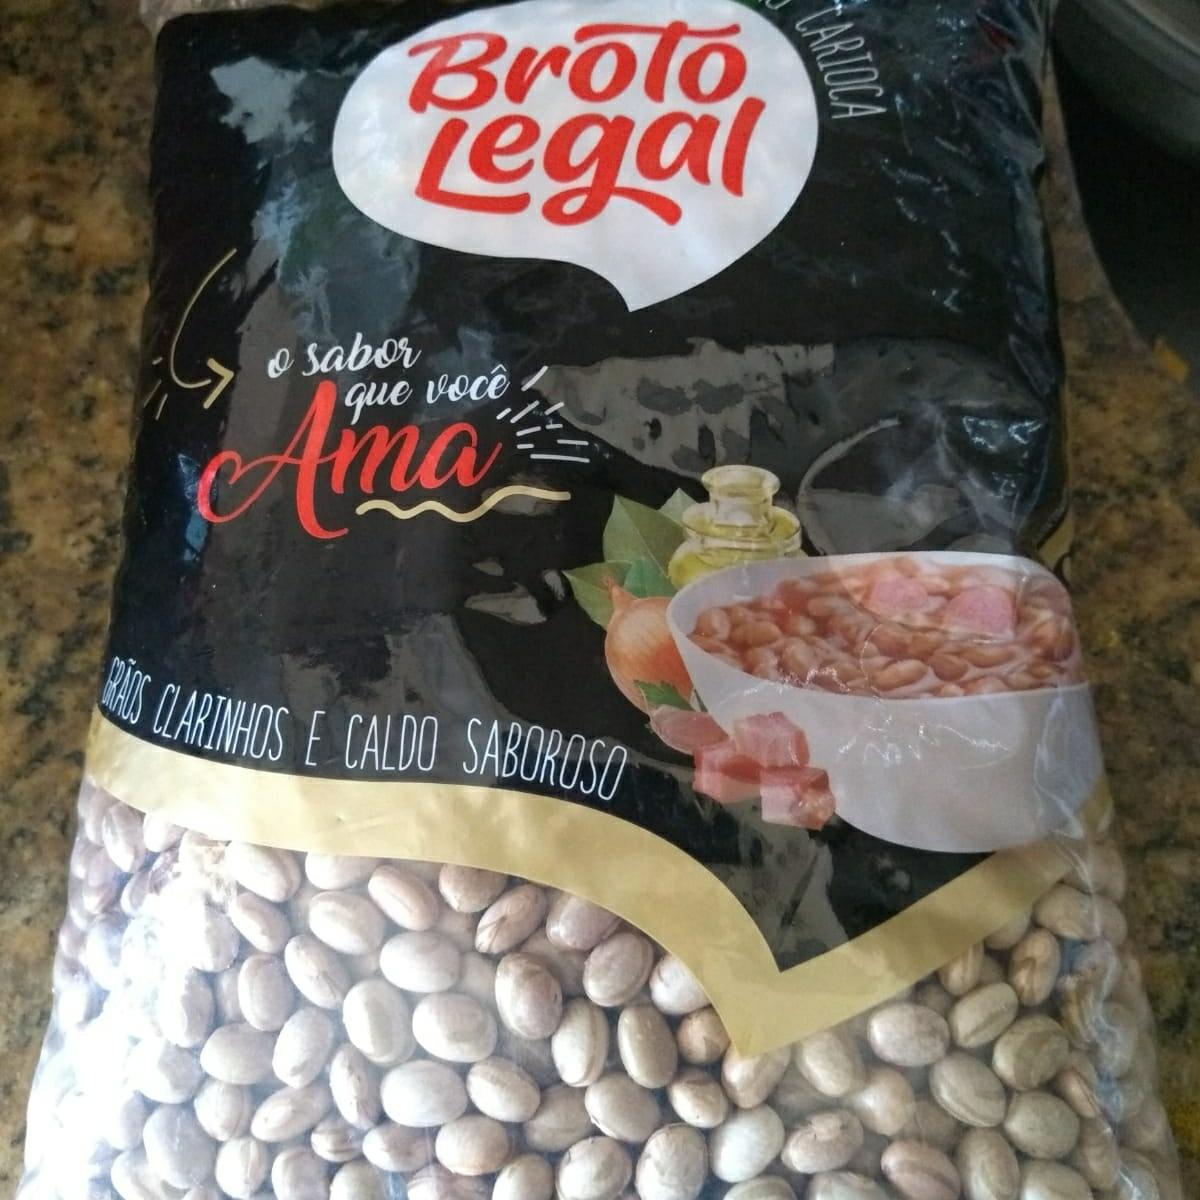 Broto
Legal
CARIOCA
o sabor
que você
Ama
GRÃOS CLARINHOS E CALDO SABOROSO